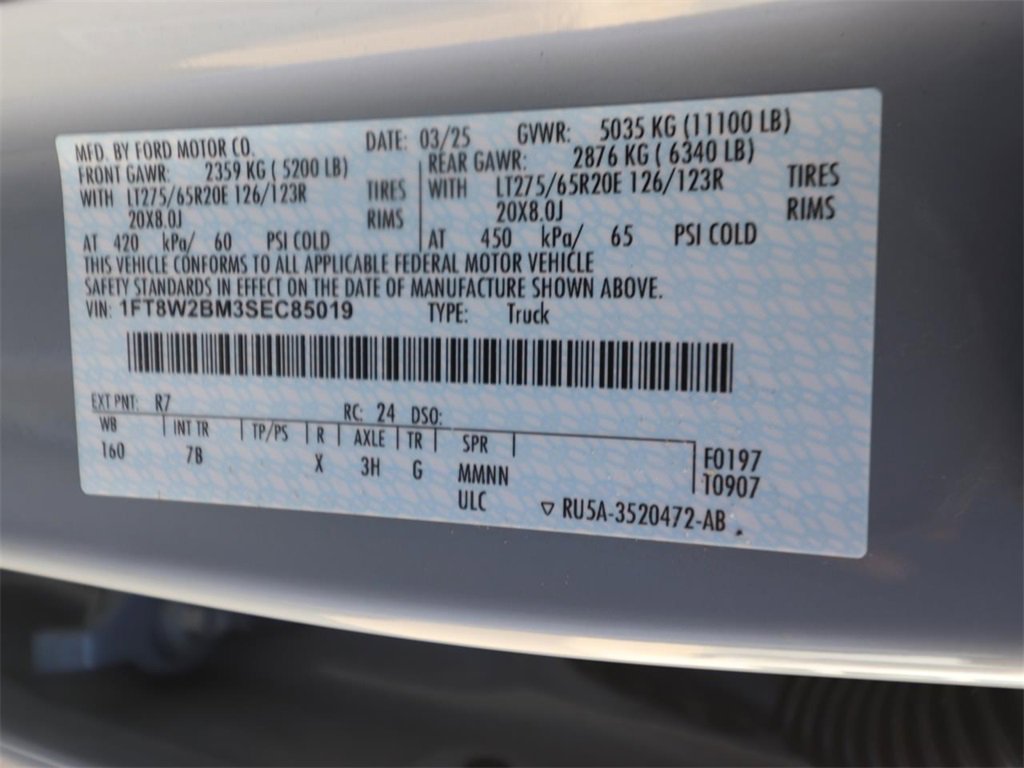 MFD. BY FORD MOTOR CO. DATE: 03/25 GVWR: 5035 KG (11100 LB)
FRONT GAWR: 2359 KG ( 5200 LB) REAR GAWR: 2876 KG ( 6340 LB)
WITH LT275/65R20E 126/123R TIRES WITH LT275/65R20E 126/123R TIRES
20X8.0J RIMS 20X8.0J RIMS
AT 420 kPa/ 60 PSI COLD AT 450 kPa/ 65 PSI COLD
THIS VEHICLE CONFORMS TO ALL APPLICABLE FEDERAL MOTOR VEHICLE
SAFETY STANDARDS IN EFFECT ON THE DATE OF MANUFACTURE SHOWN ABOVE.
VIN: 1FT8W2BM3SEC85019 TYPE: Truck
EXT PNT: R7 RC: 24 DSO:
WB INT TR TP/PS R AXLE TR SPR
160 7B X 3H G MMNN F0197
ULC T0907
▽ RU5A-3520472-AB